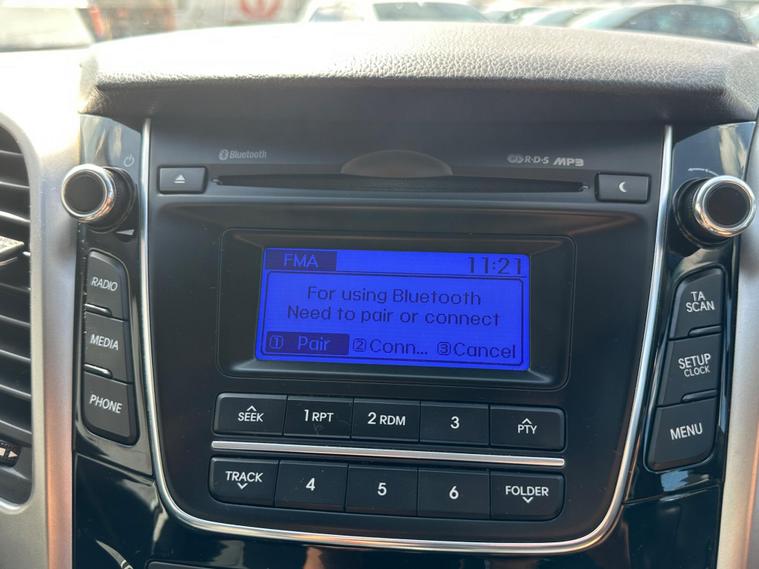 Bluetooth
R·D·S MP3
FMA 11:21
For using Bluetooth
Need to pair or connect
① Pair ②Conn... ③Cancel
RADIO
MEDIA
PHONE
TA
SCAN
SETUP
CLOCK
MENU
SEEK
1 RPT
2 RDM
3
PTY
TRACK
4
5
6
FOLDER